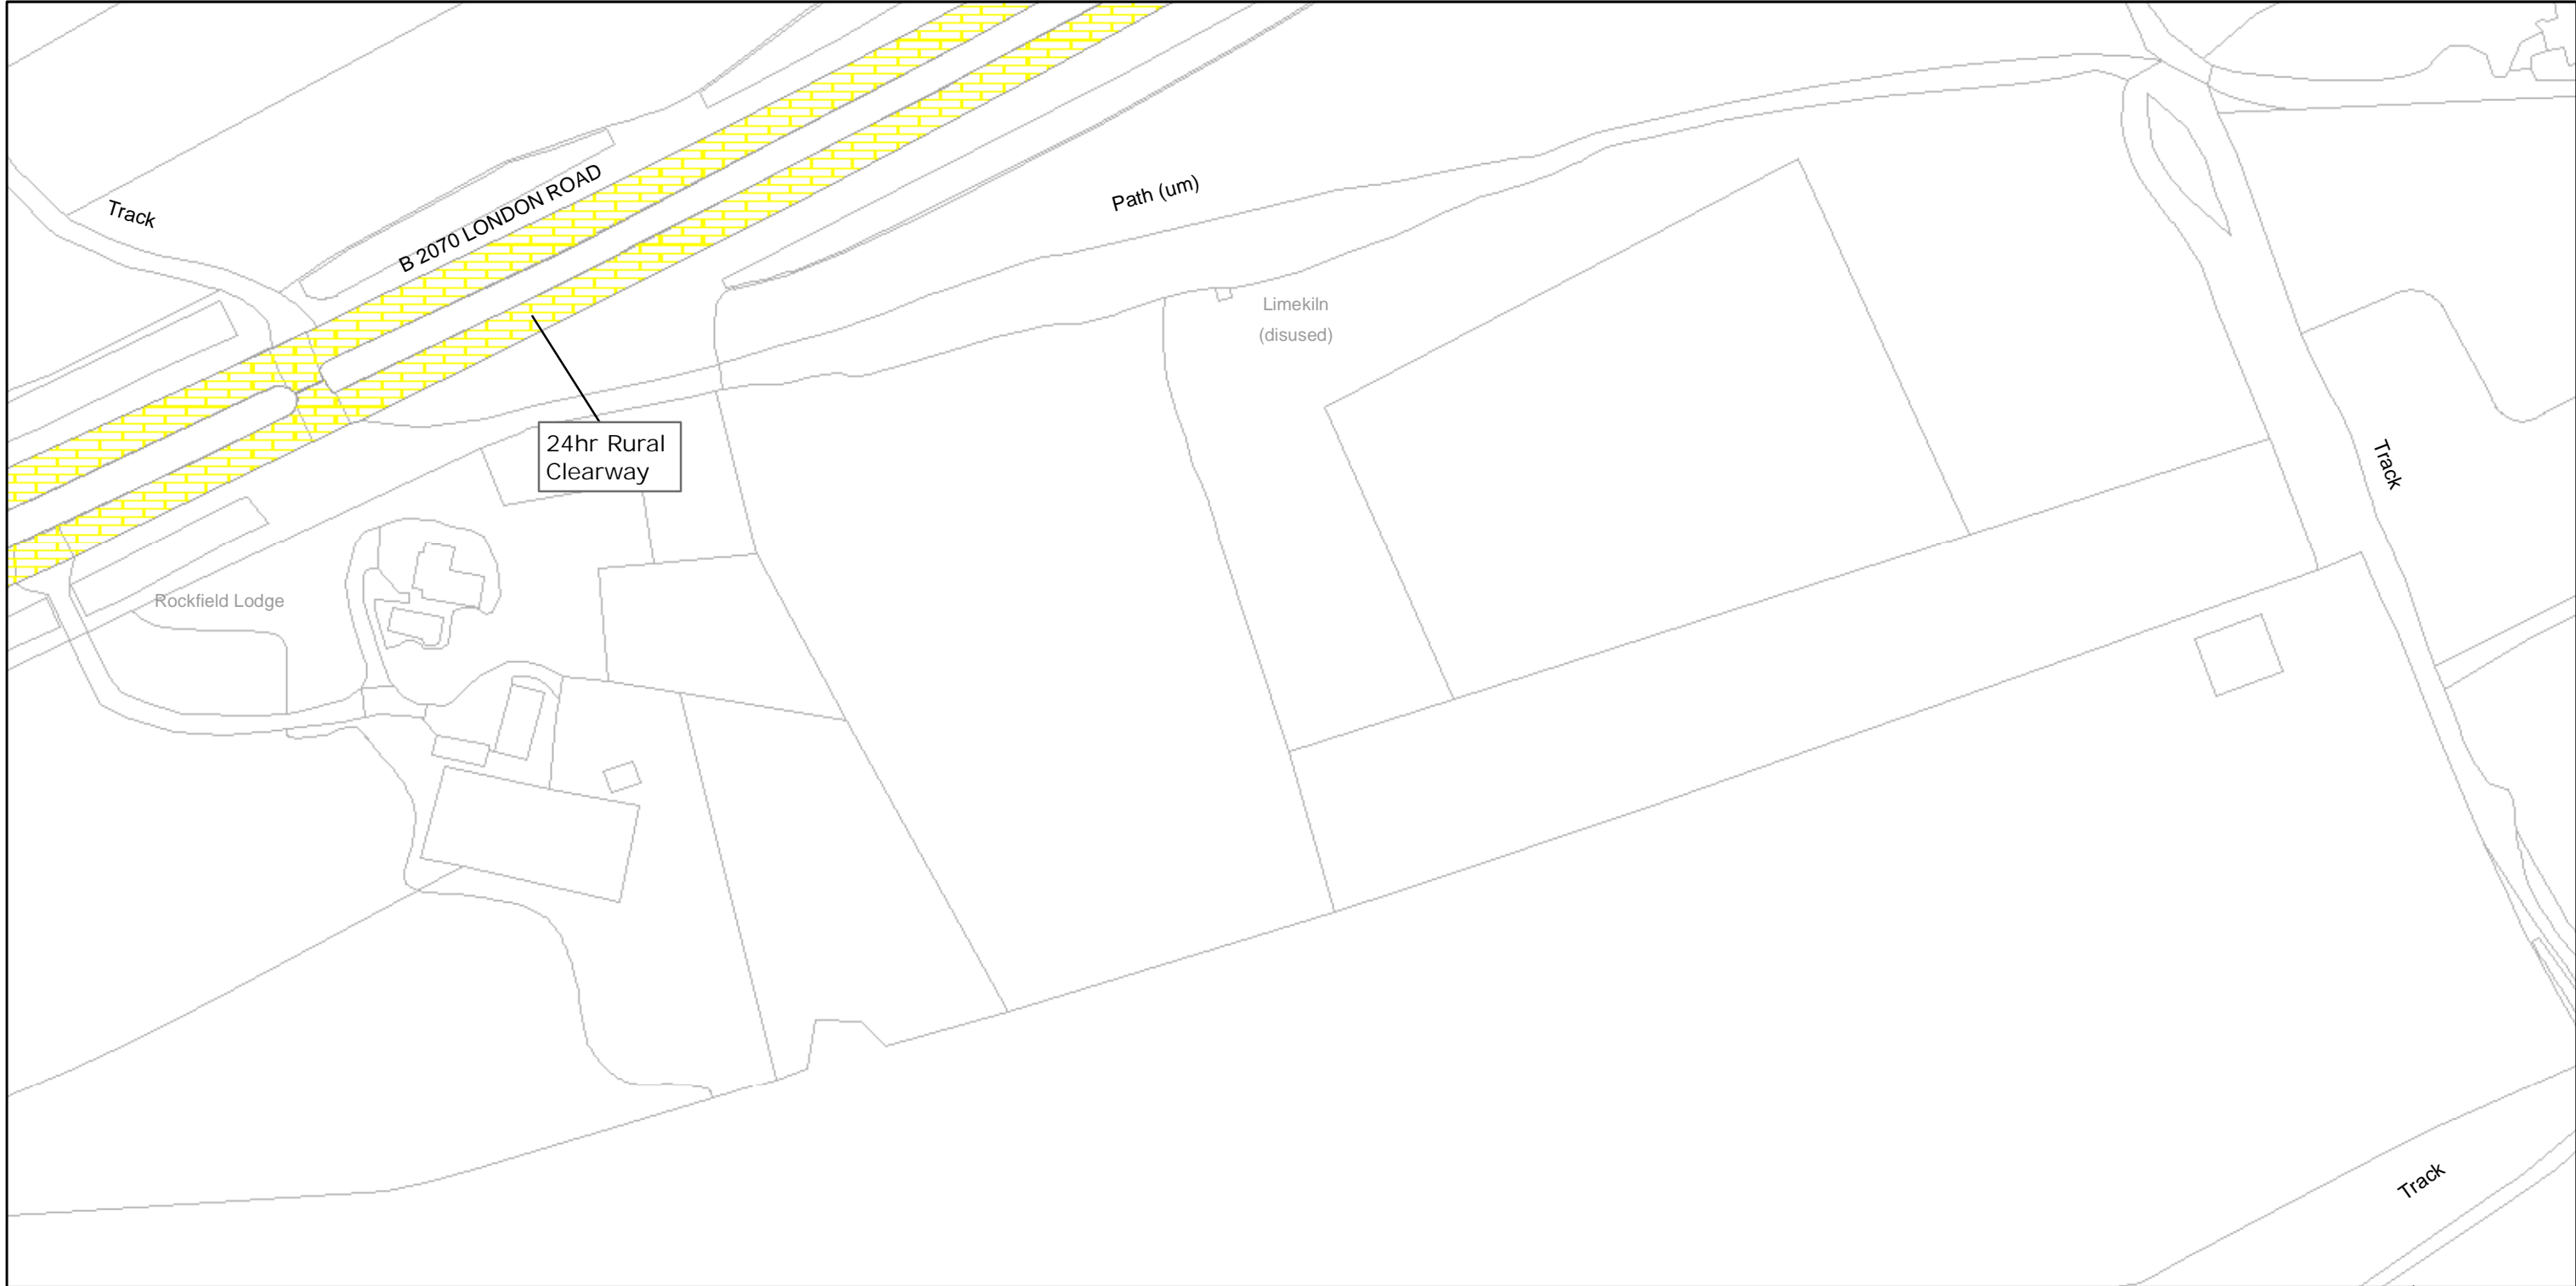 Track
B 2070 LONDON ROAD
Path (um)
Limekiln
(disused)
24hr Rural
Clearway
Track
Rockfield Lodge
Track